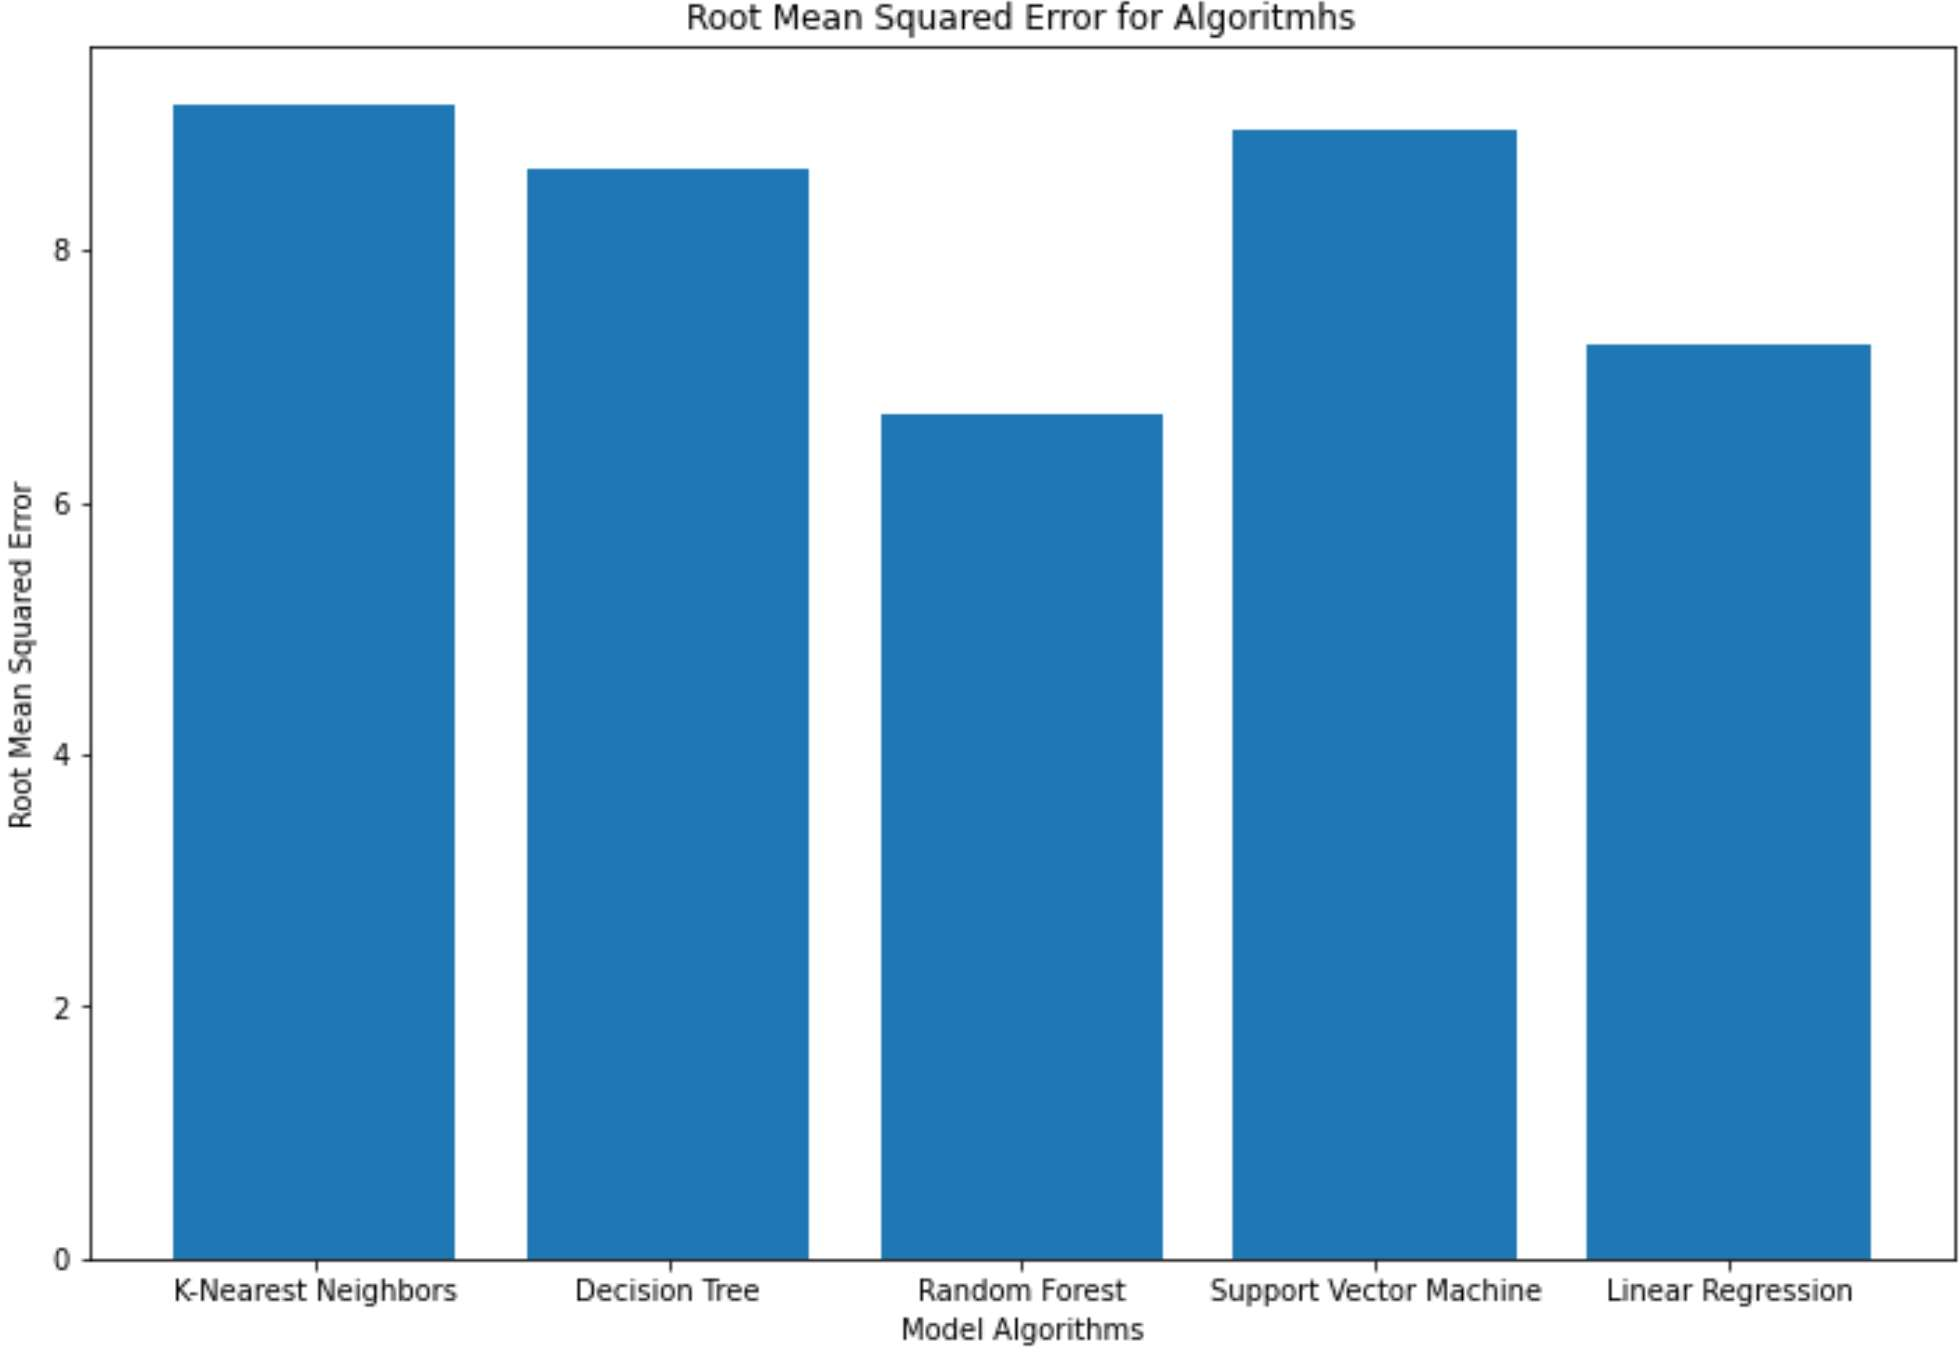 Root Mean Squared Error for Algoritmhs
Root Mean Squared Error
8
6
4
2
0
K-Nearest Neighbors Decision Tree Random Forest Support Vector Machine Linear Regression
Model Algorithms